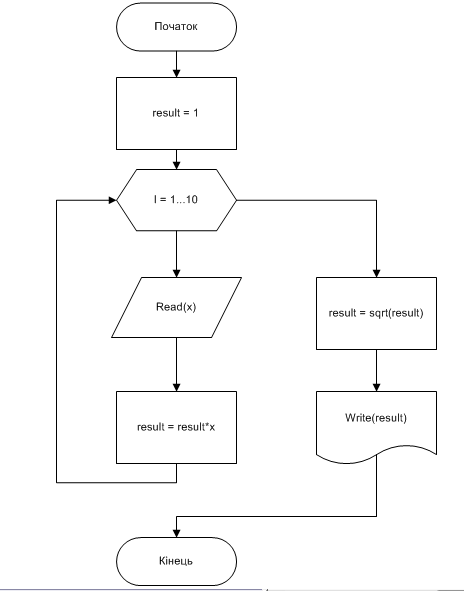 Початок
result = 1
I = 1...10
Read(x)
result = result*x
result = sqrt(result)
Write(result)
Кінець